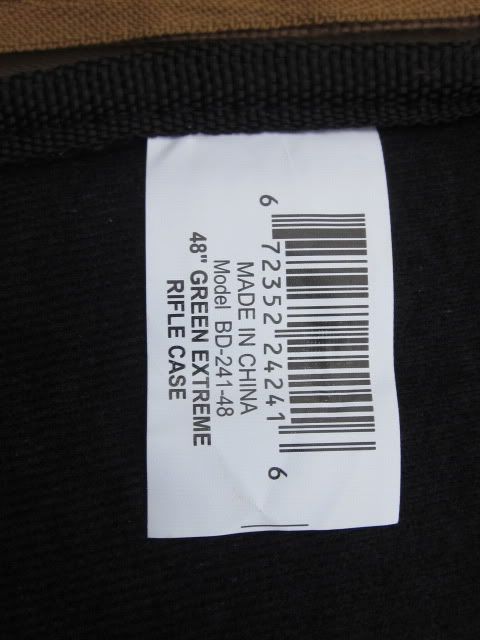 6 72352 24241 6
MADE IN CHINA
Model BD-241-48
48" GREEN EXTREME
RIFLE CASE